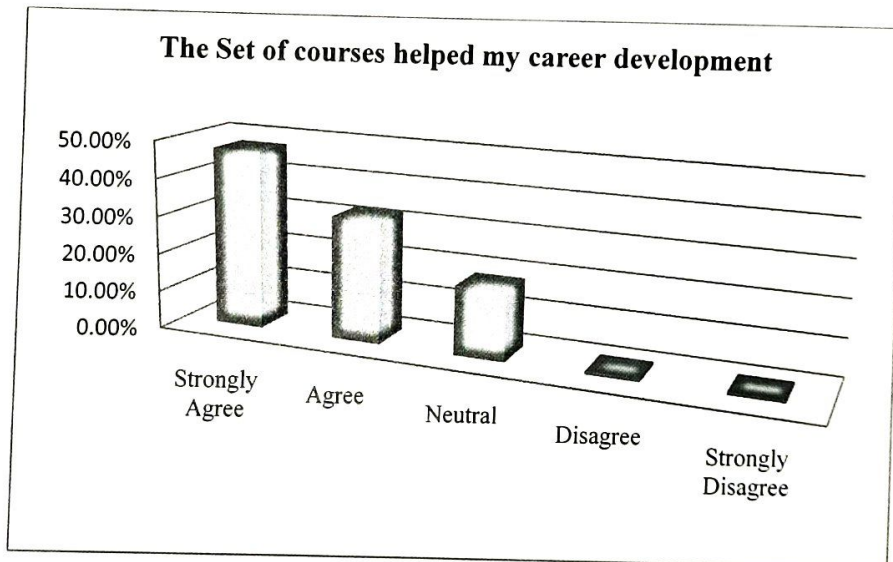 The Set of courses helped my career development
50.00%
40.00%
30.00%
20.00%
10.00%
0.00%
Strongly
Agree
Agree
Neutral
Disagree
Strongly
Disagree